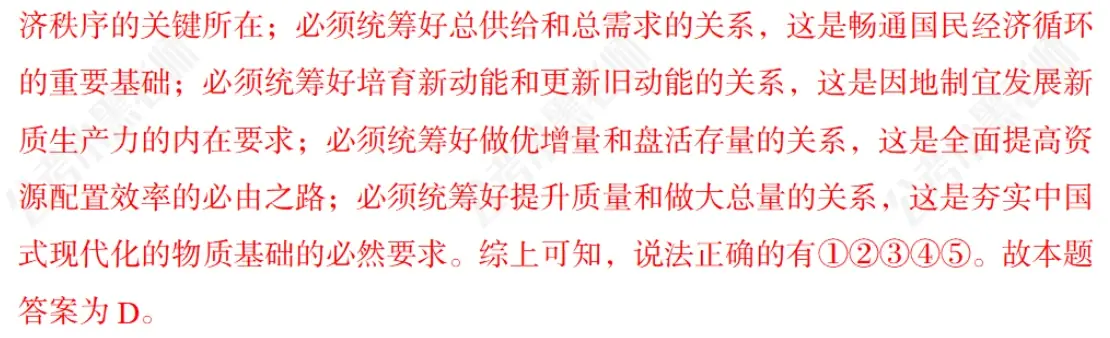 济秩序的关键所在；必须统筹好总供给和总需求的关系，这是畅通国民经济循环
的重要基础；必须统筹好培育新动能和更新旧动能的关系，这是因地制宜发展新
质生产力的内在要求；必须统筹好做优增量和盘活存量的关系，这是全面提高资
源配置效率的必由之路；必须统筹好提升质量和做大总量的关系，这是夯实中国
式现代化的物质基础的必然要求。综上可知，说法正确的有①②③④⑤。故本题
答案为 D。